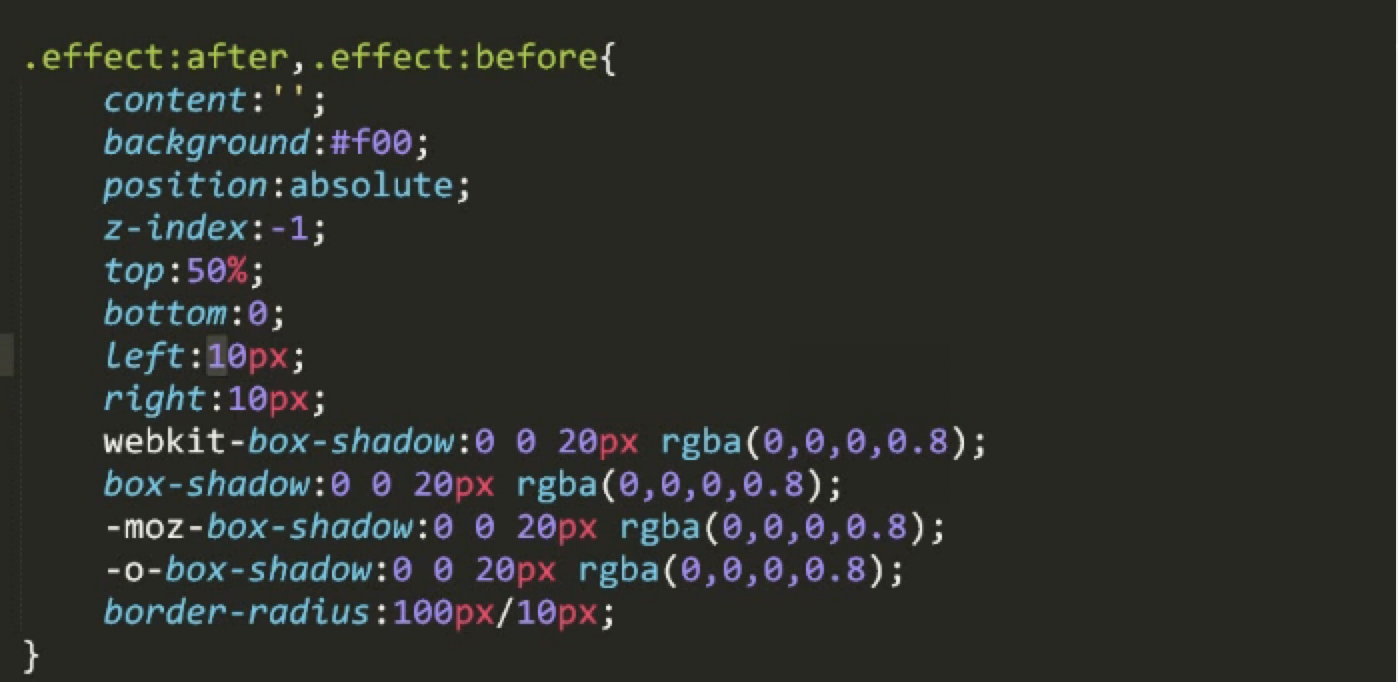 .effect:after,.effect:before{
content:'';
background:#f00;
position:absolute;
z-index:-1;
top:50%;
bottom:0;
left:10px;
right:10px;
webkit-box-shadow:0 0 20px rgba(0,0,0,0.8);
box-shadow:0 0 20px rgba(0,0,0,0.8);
-moz-box-shadow:0 0 20px rgba(0,0,0,0.8);
-o-box-shadow:0 0 20px rgba(0,0,0,0.8);
border-radius:100px/10px;
}